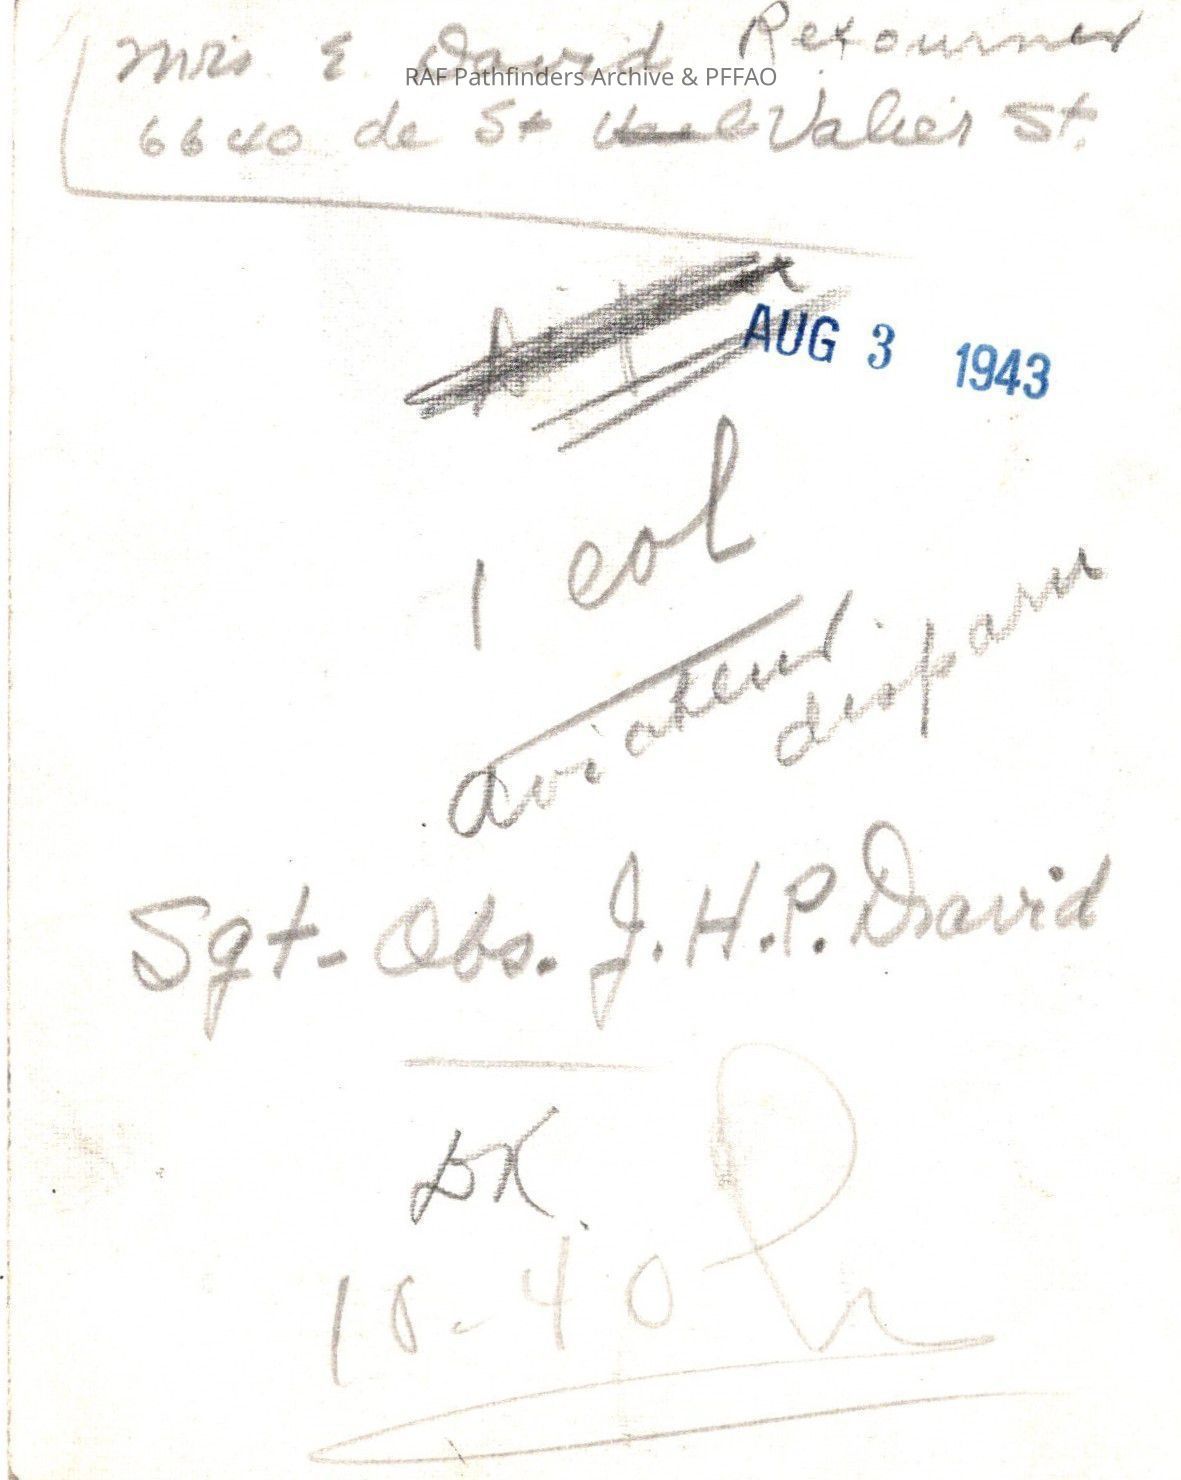 Mrs E David Retourner
RAF Pathfinders Archive & PFFAO
6640 de St Valier St.
AUG 3 1943
1 col
aviateur
disparu
Sgt-Obs. J.H.P. David
10-40